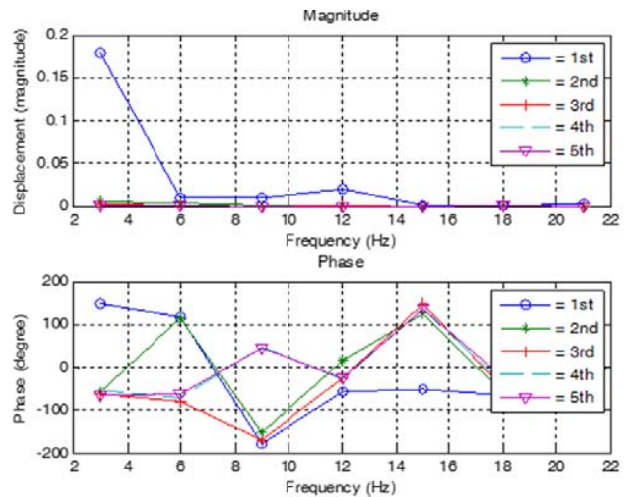 Magnitude
Displacement (magnitude)
0.2
0.15
0.1
0.05
0
2 4 6 8 10 12 14 16 18 20 22
Frequency (Hz)
= 1st
= 2nd
= 3rd
= 4th
= 5th
Phase
Phase (degree)
200
100
0
-100
-200
2 4 6 8 10 12 14 16 18 20 22
Frequency (Hz)
= 1st
= 2nd
= 3rd
= 4th
= 5th